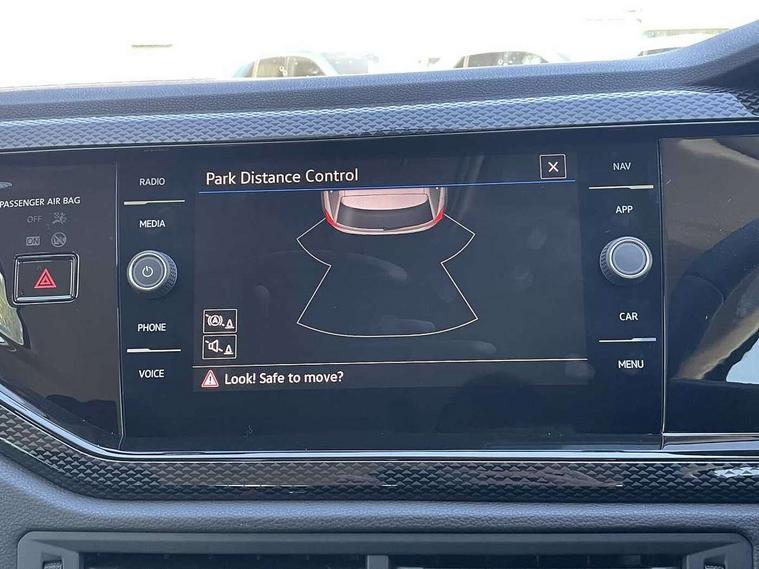 Park Distance Control
RADIO
MEDIA
PHONE
VOICE
NAV
APP
CAR
MENU
PASSENGER AIR BAG
OFF
ON
Look! Safe to move?